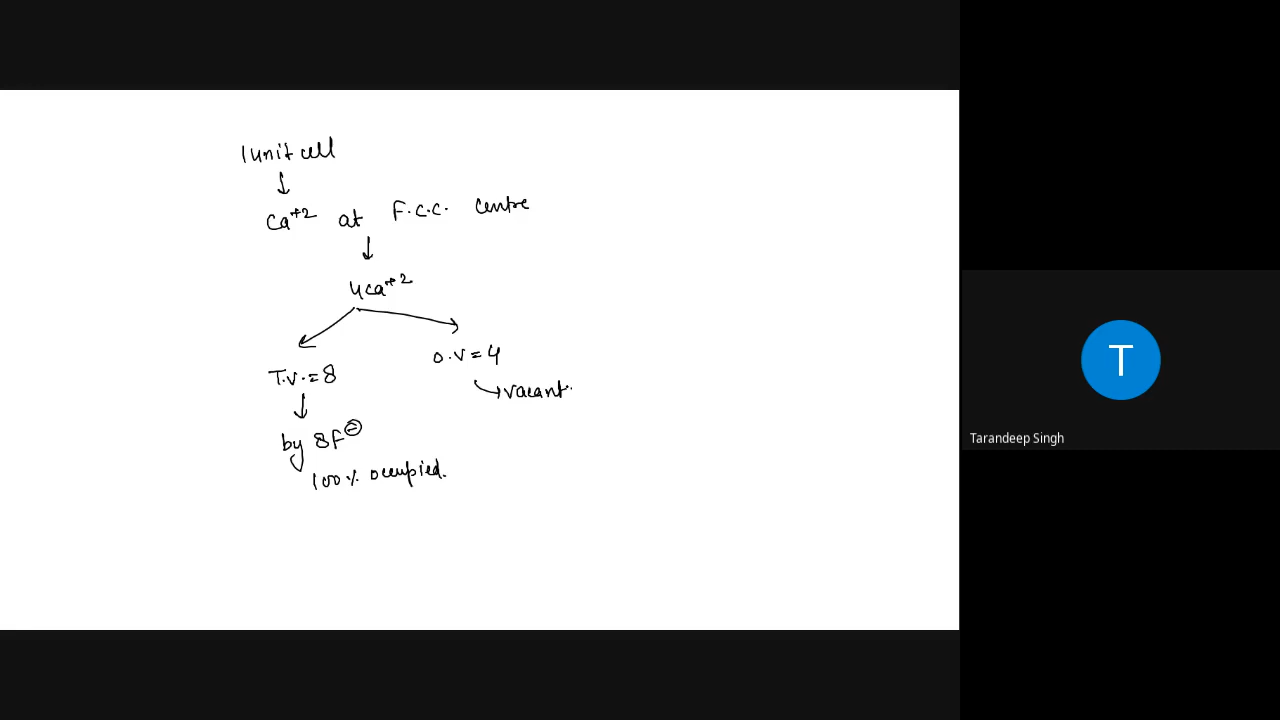 1 unit cell
↓
Ca+2 at F.C.C. centre
↓
4Ca+2
T.V. = 8
O.V = 4
→ vacant.
↓
by 8F⊖
100% occupied.
T
Tarandeep Singh